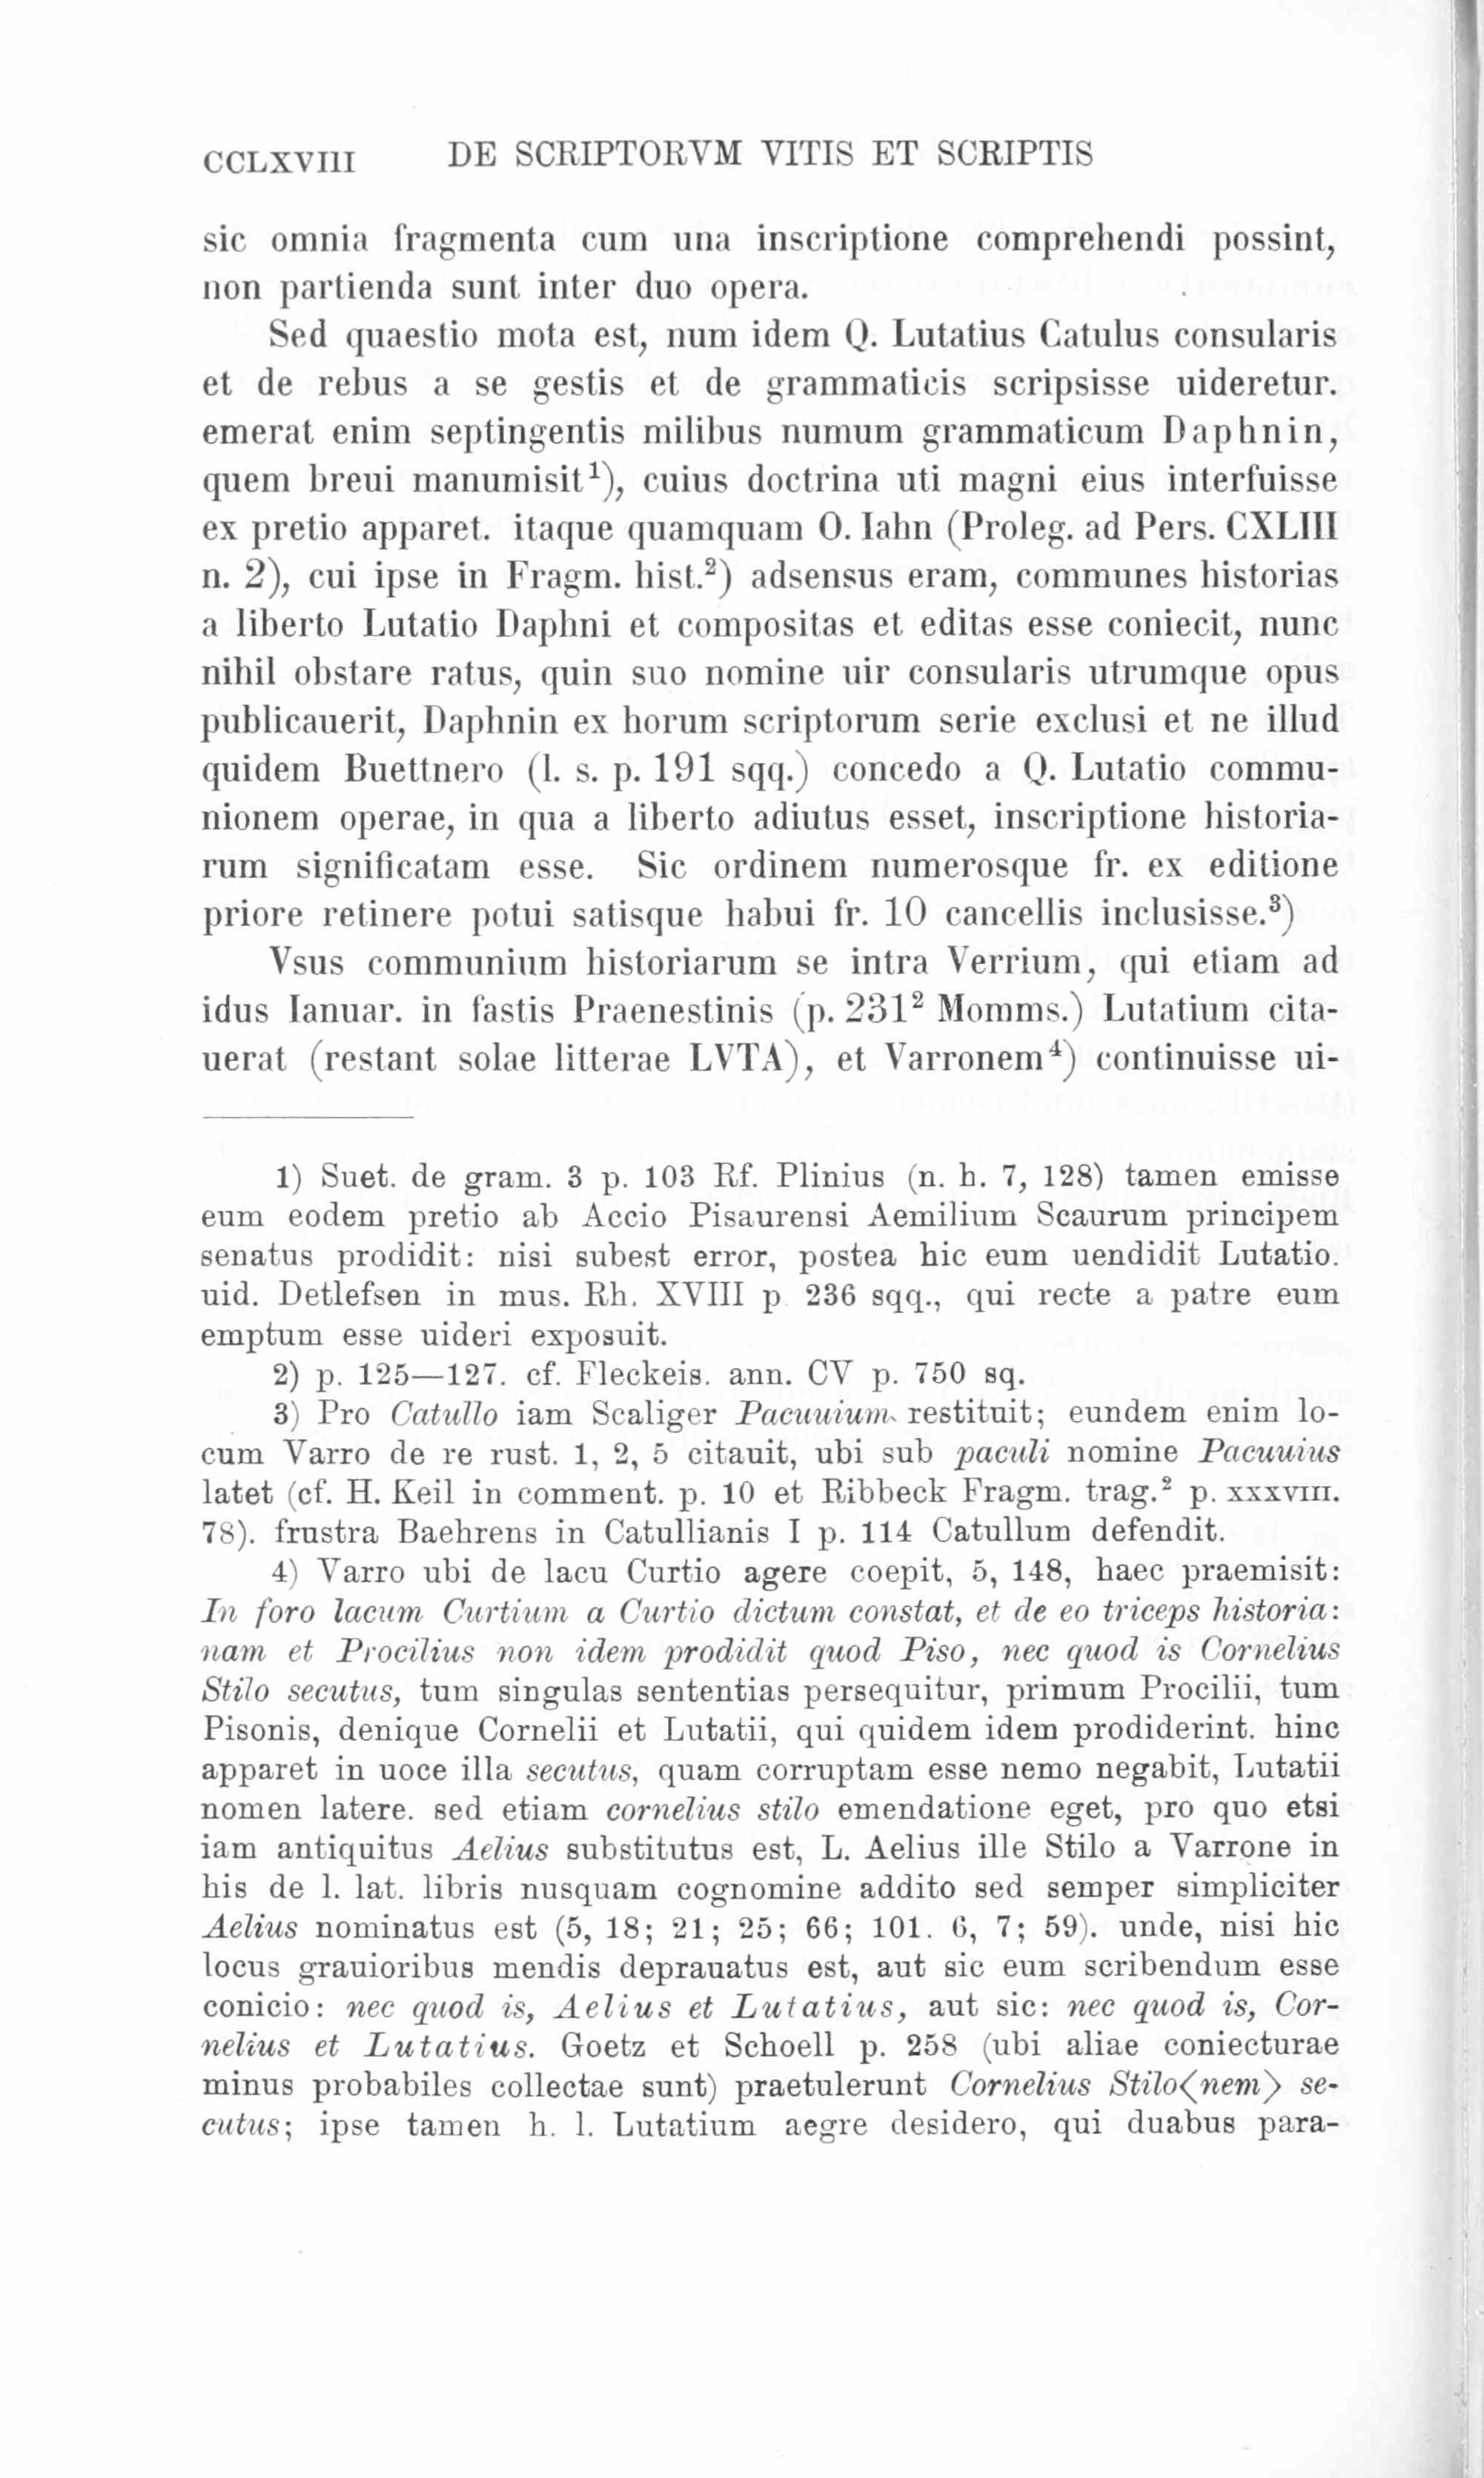 CCLXVIII DE SCRIPTORVM VITIS ET SCRIPTIS
sic omnia fragmenta cum una inscriptione comprehendi possint,
non partienda sunt inter duo opera.
Sed quaestio mota est, num idem Q. Lutatius Catulus consularis
et de rebus a se gestis et de grammaticis scripsisse uideretur.
emerat enim septingentis milibus numum grammaticum Daphnin,
quem breui manumisit¹), cuius doctrina uti magni eius interfuisse
ex pretio apparet. itaque quamquam O. Iahn (Proleg. ad Pers. CXLIII
n. 2), cui ipse in Fragm. hist.²) adsensus eram, communes historias
a liberto Lutatio Daphni et compositas et editas esse coniecit, nunc
nihil obstare ratus, quin suo nomine uir consularis utrumque opus
publicauerit, Daphnin ex horum scriptorum serie exclusi et ne illud
quidem Buettnero (l. s. p. 191 sqq.) concedo a Q. Lutatio commu-
nionem operae, in qua a liberto adiutus esset, inscriptione historia-
rum significatam esse. Sic ordinem numerosque fr. ex editione
priore retinere potui satisque habui fr. 10 cancellis inclusisse.³)
Vsus communium historiarum se intra Verrium, qui etiam ad
idus Ianuar. in fastis Praenestinis (p. 231² Momms.) Lutatium cita-
uerat (restant solae litterae LVTA), et Varronem⁴) continuisse ui-
1) Suet. de gram. 3 p. 103 Rf. Plinius (n. h. 7, 128) tamen emisse
eum eodem pretio ab Accio Pisaurensi Aemilium Scaurum principem
senatus prodidit: nisi subest error, postea hic eum uendidit Lutatio.
uid. Detlefsen in mus. Rh. XVIII p. 236 sqq., qui recte a patre eum
emptum esse uideri exposuit.
2) p. 125—127. cf. Fleckeis. ann. CV p. 750 sq.
3) Pro Catullo iam Scaliger Pacuuium restituit; eundem enim lo-
cum Varro de re rust. 1, 2, 5 citauit, ubi sub paculi nomine Pacuuius
latet (cf. H. Keil in comment. p. 10 et Ribbeck Fragm. trag.² p. XXXVIII.
78). frustra Baehrens in Catullianis I p. 114 Catullum defendit.
4) Varro ubi de lacu Curtio agere coepit, 5, 148, haec praemisit:
In foro lacum Curtium a Curtio dictum constat, et de eo triceps historia:
nam et Procilius non idem prodidit quod Piso, nec quod is Cornelius
Stilo secutus, tum singulas sententias persequitur, primum Procilii, tum
Pisonis, denique Cornelii et Lutatii, qui quidem idem prodiderint. hinc
apparet in uoce illa secutus, quam corruptam esse nemo negabit, Lutatii
nomen latere. sed etiam cornelius stilo emendatione eget, pro quo etsi
iam antiquitus Aelius substitutus est, L. Aelius ille Stilo a Varrone in
his de l. lat. libris nusquam cognomine addito sed semper simpliciter
Aelius nominatus est (5, 18; 21; 25; 66; 101. 6, 7; 59). unde, nisi hic
locus grauioribus mendis deprauatus est, aut sic eum scribendum esse
conicio: nec quod is, Aelius et Lutatius, aut sic: nec quod is, Cor-
nelius et Lutatius. Goetz et Schoell p. 258 (ubi aliae coniecturae
minus probabiles collectae sunt) praetulerunt Cornelius Stilo<nem> se-
cutus; ipse tamen h. l. Lutatium aegre desidero, qui duabus para-